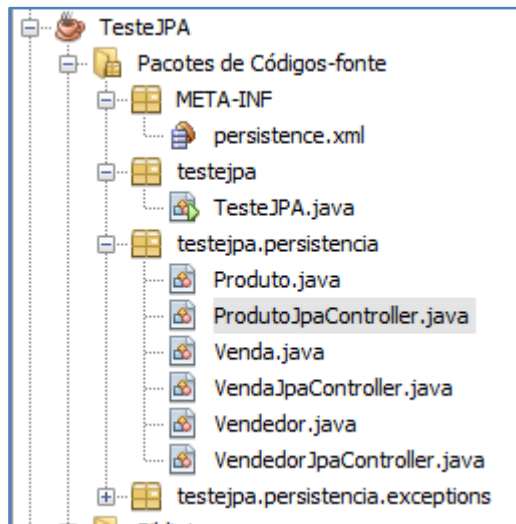 TesteJPA
Pacotes de Códigos-fonte
META-INF
persistence.xml
testejpa
TesteJPA.java
testejpa.persistencia
Produto.java
ProdutoJpaController.java
Venda.java
VendaJpaController.java
Vendedor.java
VendedorJpaController.java
testejpa.persistencia.exceptions